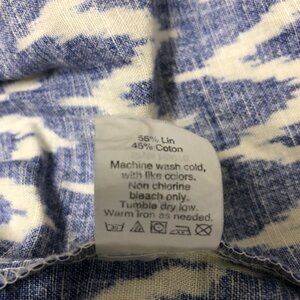 55% Lin
45% Coton
Machine wash cold,
with like colors.
Non chlorine
bleach only.
Tumble dry low.
Warm iron as needed.